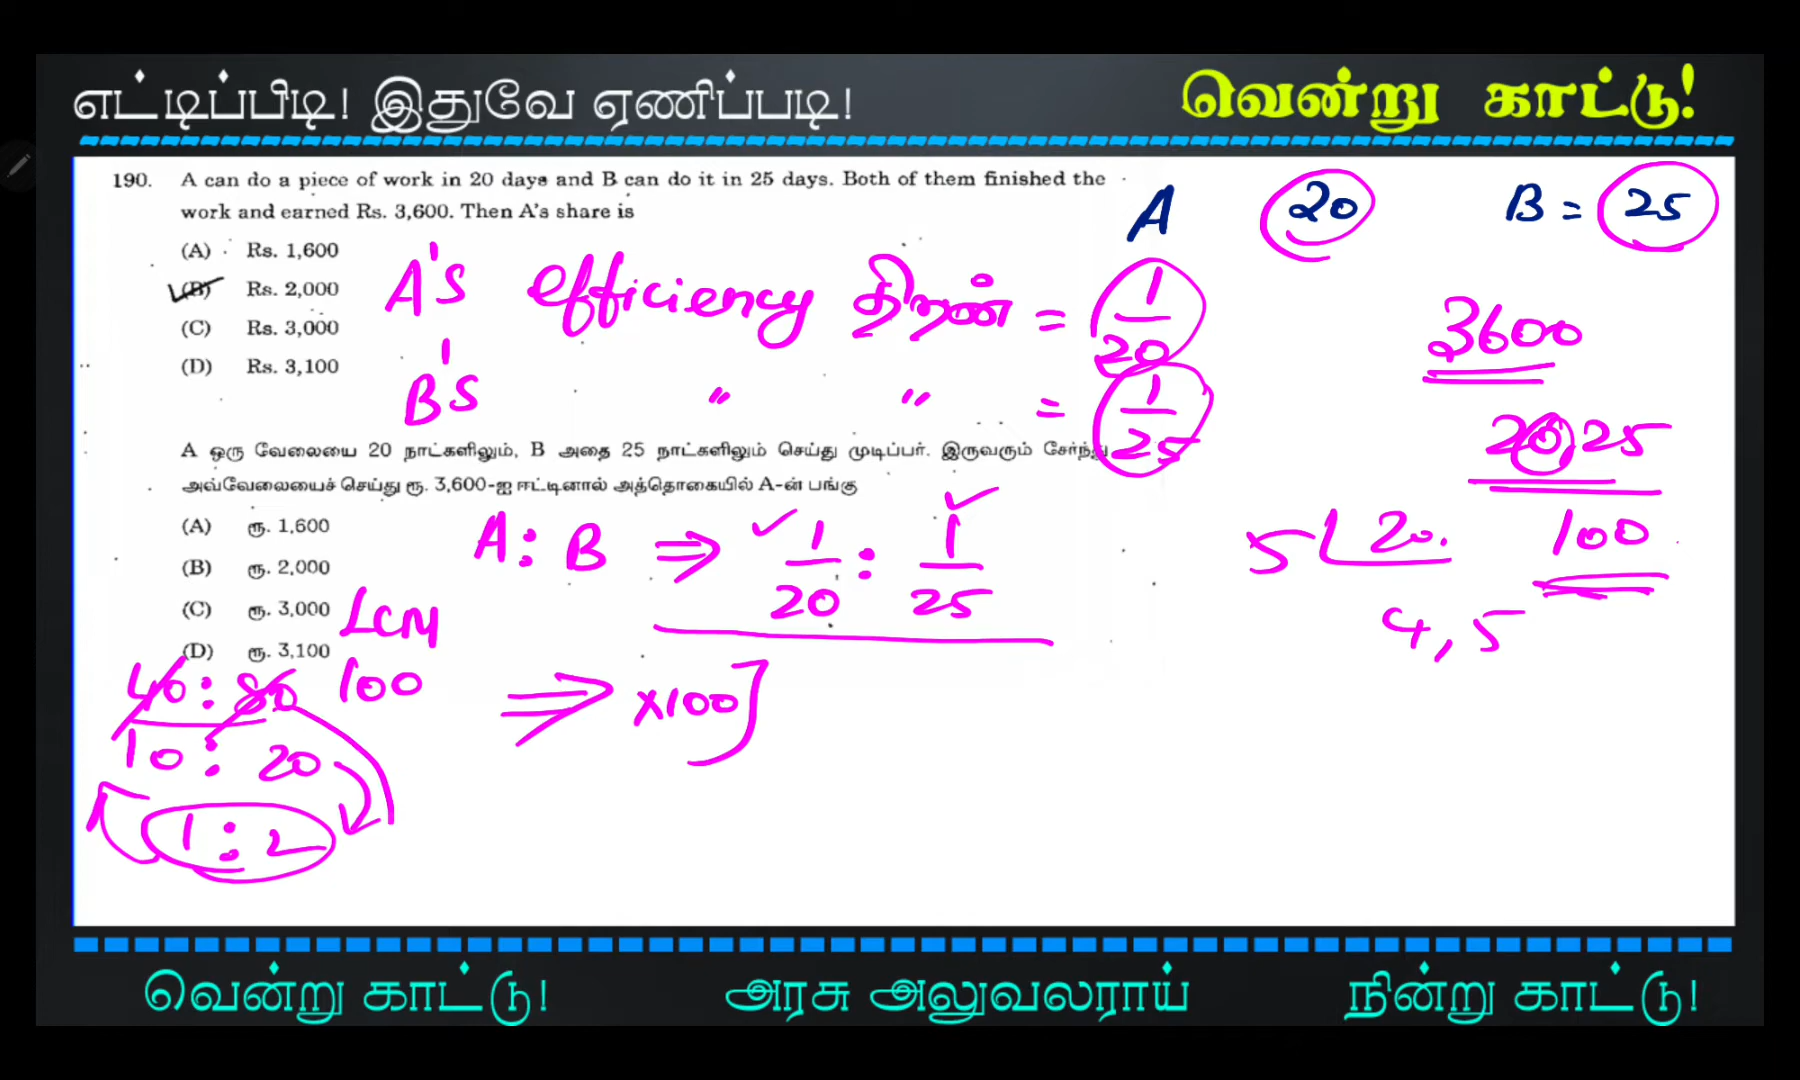 எட்டிப்பிடி! இதுவே ஏணிப்படி!
வென்று காட்டு!
190. A can do a piece of work in 20 days and B can do it in 25 days. Both of them finished the
work and earned Rs. 3,600. Then A's share is
(A) Rs. 1,600
(B) Rs. 2,000
(C) Rs. 3,000
(D) Rs. 3,100
A 20 B = 25
A's efficiency திறன் = 1/20
B's " " = 1/25
3600
20, 25
100
5 | 20.
4, 5
A ஒரு வேலையை 20 நாட்களிலும், B அதை 25 நாட்களிலும் செய்து முடிப்பர். இருவரும் சேர்ந்து
அவ்வேலையைச் செய்து ரூ. 3,600-ஐ ஈட்டினால் அத்தொகையில் A-ன் பங்கு
(A) ரூ. 1,600
(B) ரூ. 2,000
(C) ரூ. 3,000
(D) ரூ. 3,100
A : B ⇒ 1/20 : 1/25
LCM
100
⇒ x100]
40 : 80
10 : 20
1 : 2
வென்று காட்டு!
அரசு அலுவலராய்
நின்று காட்டு!